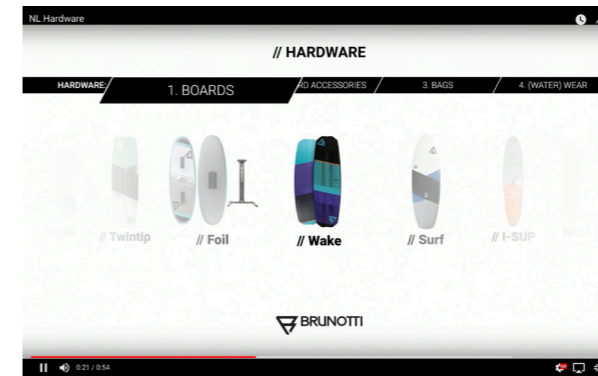 NL Hardware
// HARDWARE
HARDWARE: 1. BOARDS RD ACCESSORIES 3. BAGS 4. (WATER) WEAR
// Twintip // Foil // Wake // Surf // I-SUP
BRUNOTTI
0:21 / 0:54